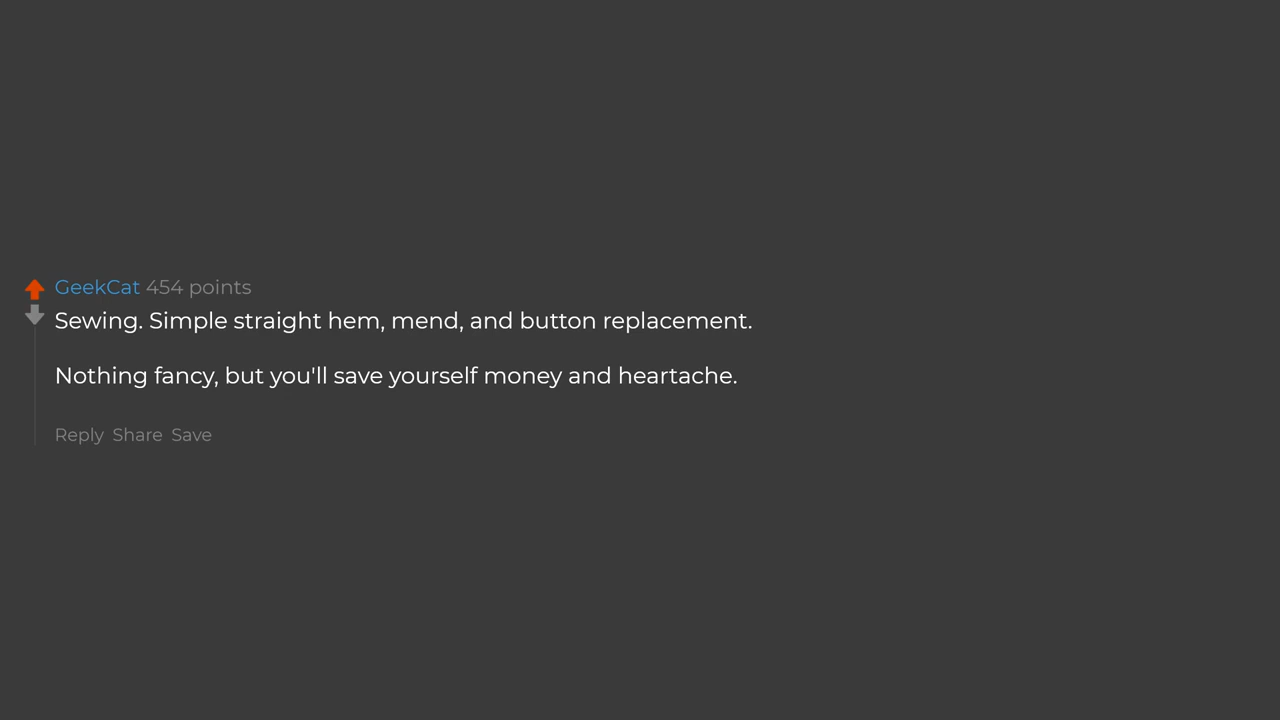 GeekCat 454 points
Sewing. Simple straight hem, mend, and button replacement.
Nothing fancy, but you'll save yourself money and heartache.
Reply Share Save